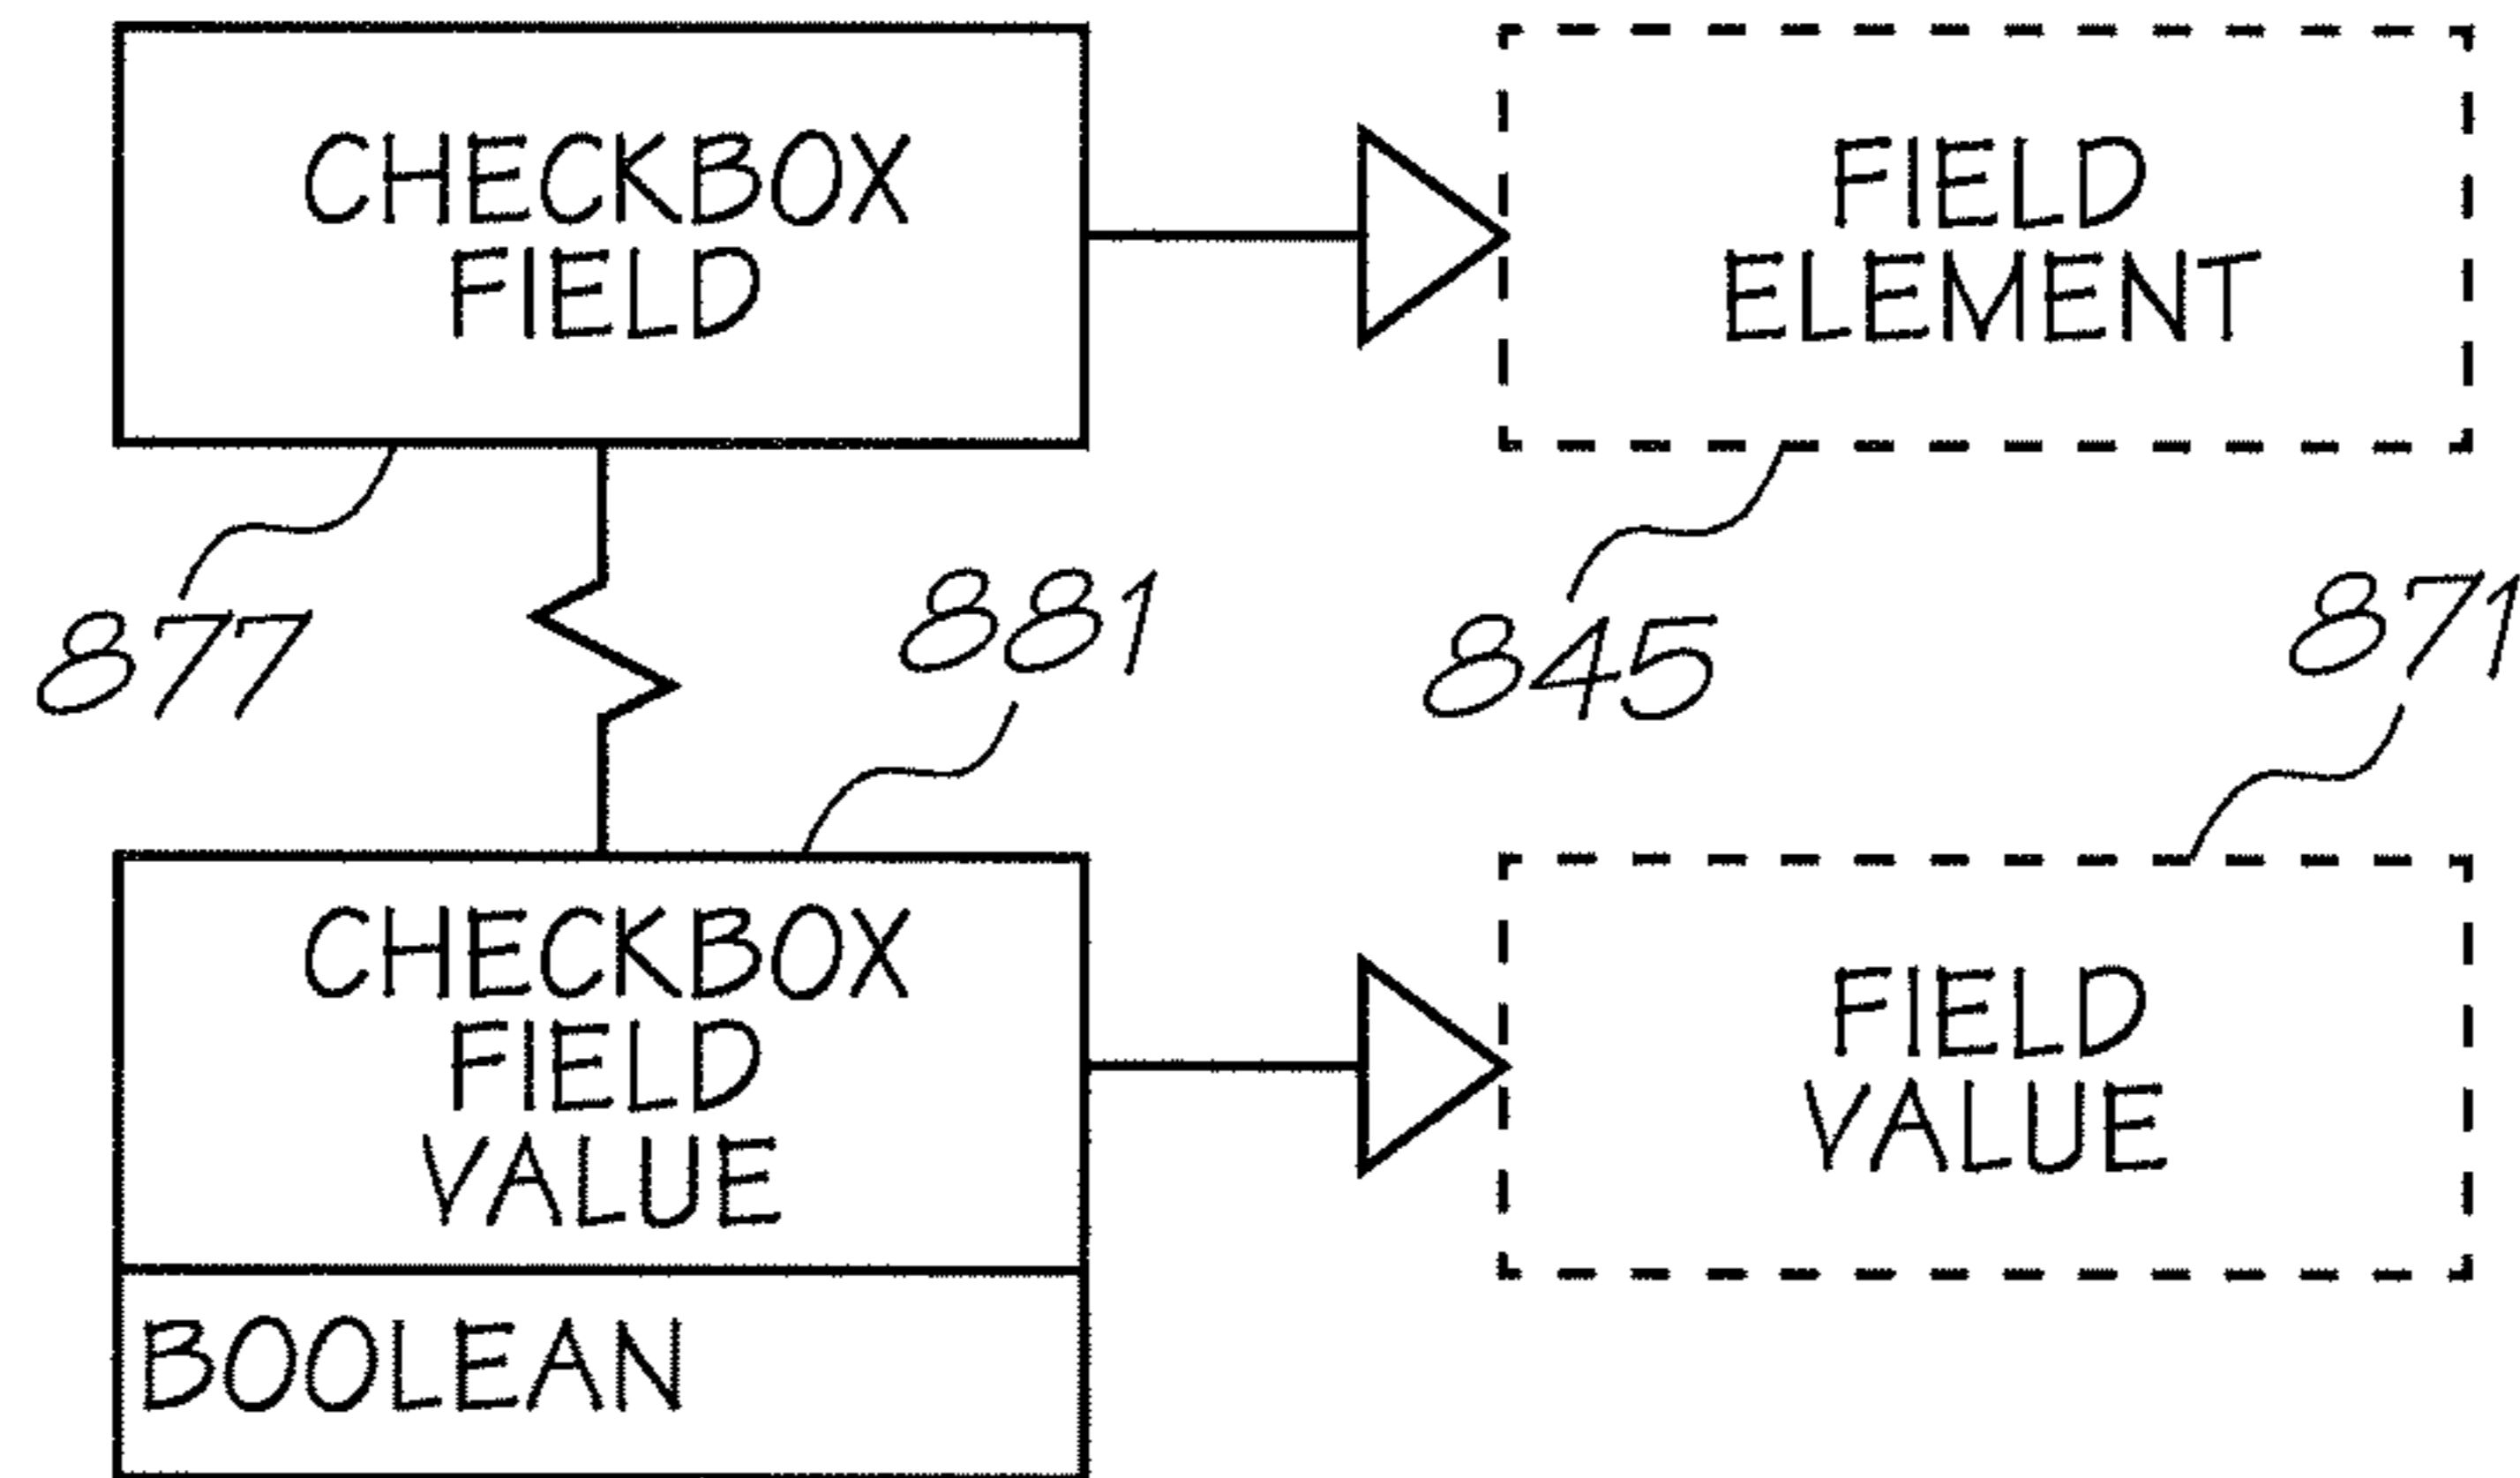 CHECKBOX
FIELD
FIELD
ELEMENT
877
881
845
871
CHECKBOX
FIELD
VALUE
FIELD
VALUE
BOOLEAN